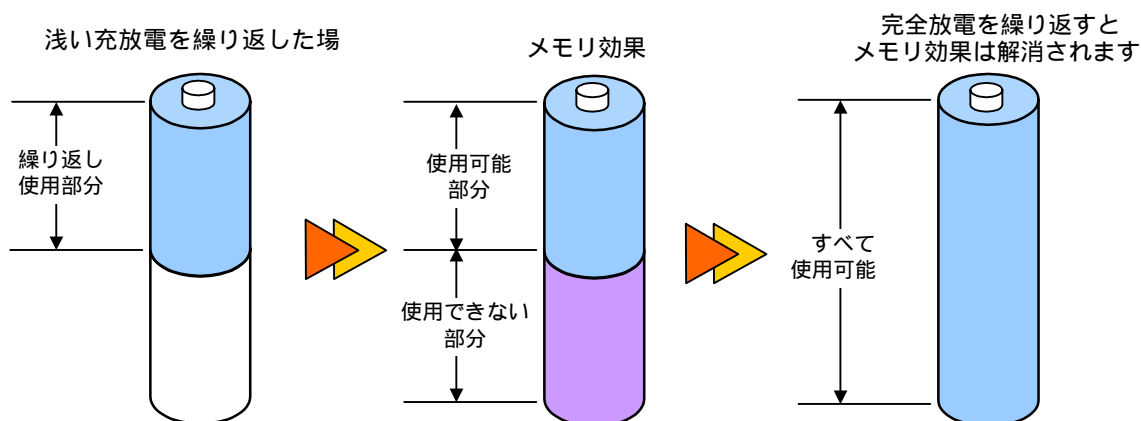 浅い充放電を繰り返した場
繰り返し
使用部分
メモリ効果
使用可能
部分
使用できない
部分
完全放電を繰り返すと
メモリ効果は解消されます
すべて
使用可能